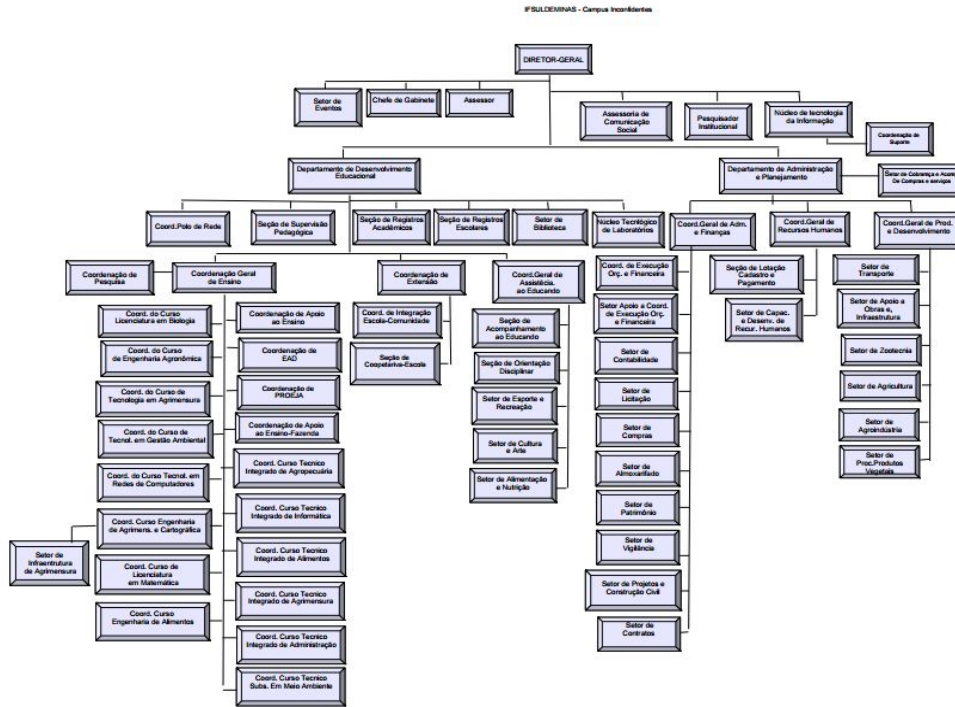 IFSULDEMINAS - Campus Inconfidentes
DIRETOR-GERAL
Setor de
Eventos
Chefe de Gabinete
Assessor
Assessoria de
Comunicação
Social
Pesquisador
Institucional
Núcleo de tecnologia
da Informação
Coordenação de
Suporte
Departamento de Desenvolvimento
Educacional
Departamento de Administração
e Planejamento
Setor de Cobrança e Acomp
De Compras e serviços
Coord.Polo de Rede
Seção de Supervisão
Pedagógica
Seção de Registros
Acadêmicos
Seção de Registros
Escolares
Setor de
Biblioteca
Núcleo Tecnológico
de Laboratórios
Coord.Geral de Adm.
e Finanças
Coord.Geral de
Recursos Humanos
Coord.Geral de Prod.
e Desenvolvimento
Coordenação de
Pesquisa
Coordenação Geral
de Ensino
Coordenação de
Extensão
Coord.Geral de
Assistêcia.
ao Educando
Coord. de Execução
Orç. e Financeira
Seção de Lotação
Cadastro e
Pagamento
Setor de
Transporte
Coord. do Curso
Licenciatura em Biologia
Coordenação de Apoio
ao Ensino
Coord. de Integração
Escola-Comunidade
Seção de
Acompanhamento
ao Educando
Setor Apoio a Coord.
de Execução Orç.
e Financeira
Setor de Capac.
e Desenv. de
Recur. Humanos
Setor de Apoio a
Obras e,
Infraestrutura
Coord. do Curso
de Engenharia Agronômica
Coordenação de
EAD
Seção de
Cooperativa-Escola
Seção de Orientação
Disciplinar
Setor de
Contabilidade
Setor de Zootecnia
Coord. do Curso de
Tecnologia em Agrimensura
Coordenação de
PROEJA
Setor de Esporte e
Recreação
Setor de
Licitação
Setor de Agricultura
Coord. do Curso de
Tecnol. em Gestão Ambiental
Coordenação de Apoio
ao Ensino-Fazenda
Setor de Cultura
e Arte
Setor de
Compras
Setor de
Agroindústria
Coord. do Curso Tecnol. em
Redes de Computadores
Coord. Curso Tecnico
Integrado de Agropecuária
Setor de Alimentação
e Nutrição
Setor de
Almoxarifado
Setor de
Proc.Produtos
Vegetais
Coord. Curso Engenharia
de Agrimens. e Cartográfica
Coord. Curso Tecnico
Integrado de Informática
Setor de
Patrimônio
Setor de
Infraentrutura
de Agrimensura
Coord. Curso de
Licenciatura
em Matemática
Coord. Curso Tecnico
Integrado de Alimentos
Setor de
Vigilância
Coord. Curso
Engenharia de Alimentos
Coord. Curso Tecnico
Integrado de Agrimensura
Setor de Projetos e
Construção Civil
Coord. Curso Tecnico
Integrado de Administração
Setor de
Contratos
Coord. Curso Tecnico
Subs. Em Meio Ambiente